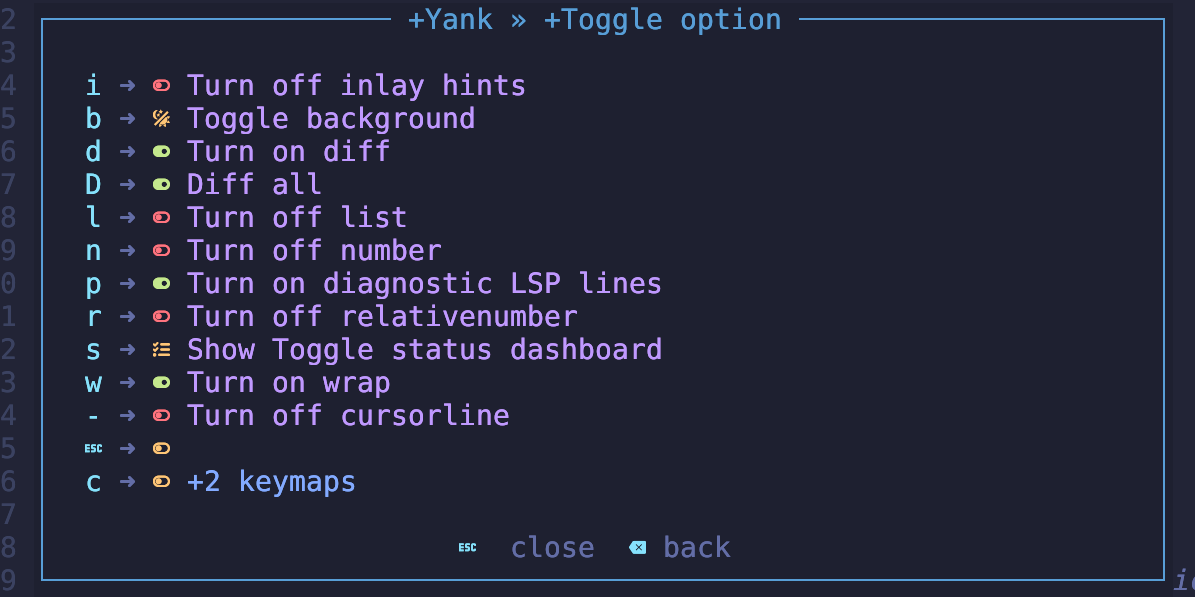 +Yank » +Toggle option
2
3
4 i → Turn off inlay hints
5 b → Toggle background
6 d → Turn on diff
7 D → Diff all
8 l → Turn off list
9 n → Turn off number
0 p → Turn on diagnostic LSP lines
1 r → Turn off relativenumber
2 s → Show Toggle status dashboard
3 w → Turn on wrap
4 - → Turn off cursorline
5 ESC →
6 c → +2 keymaps
7
8 ESC close back
9